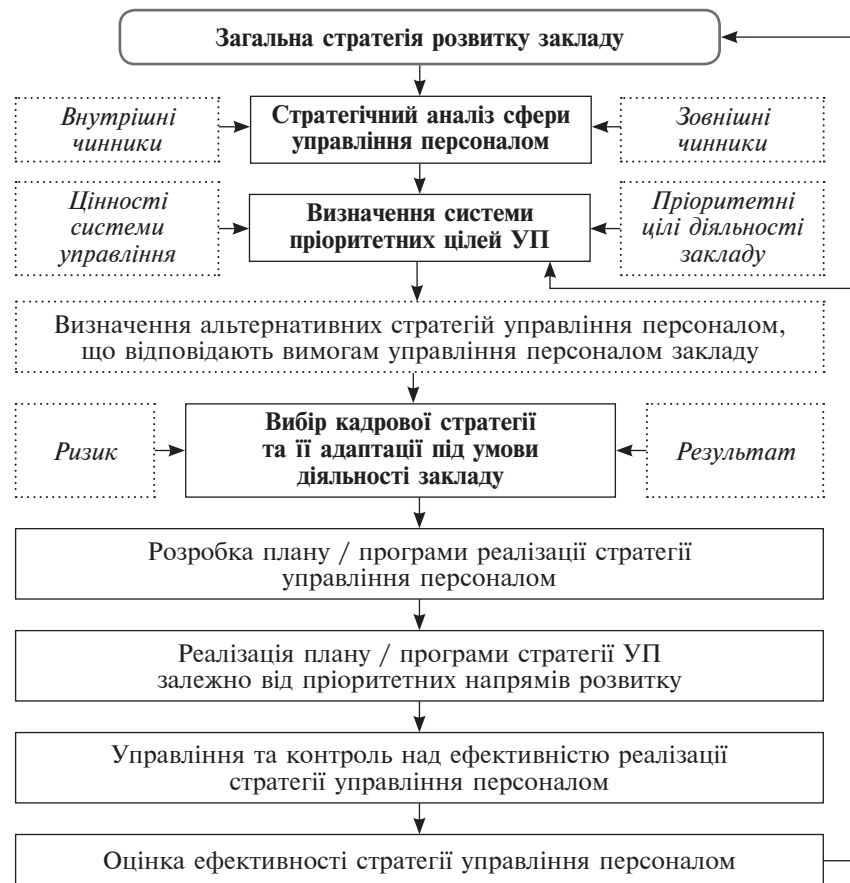 Загальна стратегія розвитку закладу
Внутрішні
чинники
Стратегічний аналіз сфери
управління персоналом
Зовнішні
чинники
Цінності
системи
управління
Визначення системи
пріоритетних цілей УП
Пріоритетні
цілі діяльності
закладу
Визначення альтернативних стратегій управління персоналом,
що відповідають вимогам управління персоналом закладу
Ризик
Вибір кадрової стратегії
та її адаптації під умови
діяльності закладу
Результат
Розробка плану / програми реалізації стратегії
управління персоналом
Реалізація плану / програми стратегії УП
залежно від пріоритетних напрямів розвитку
Управління та контроль над ефективністю реалізації
стратегії управління персоналом
Оцінка ефективності стратегії управління персоналом